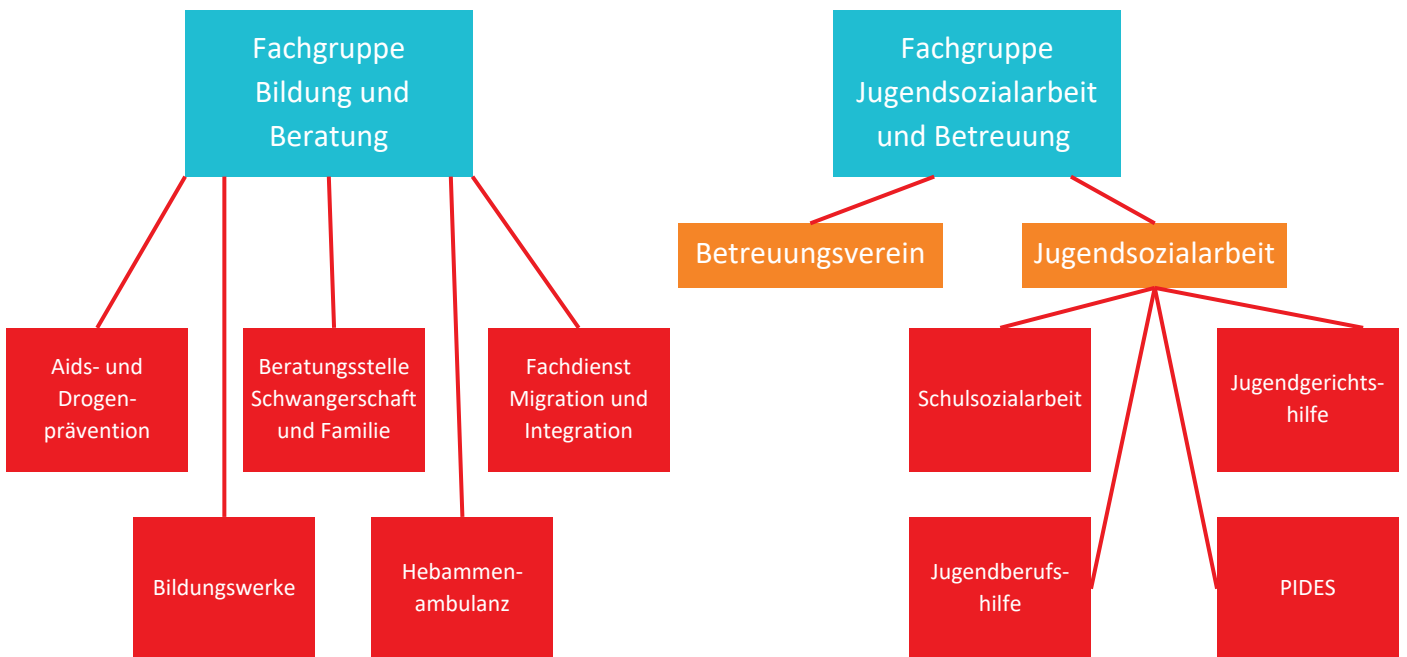 Fachgruppe
Bildung und
Beratung
Fachgruppe
Jugendsozialarbeit
und Betreuung
Betreuungsverein
Jugendsozialarbeit
Aids- und
Drogen-
prävention
Beratungsstelle
Schwangerschaft
und Familie
Fachdienst
Migration und
Integration
Schulsozialarbeit
Jugendgerichts-
hilfe
Bildungswerke
Hebammen-
ambulanz
Jugendberufs-
hilfe
PIDES